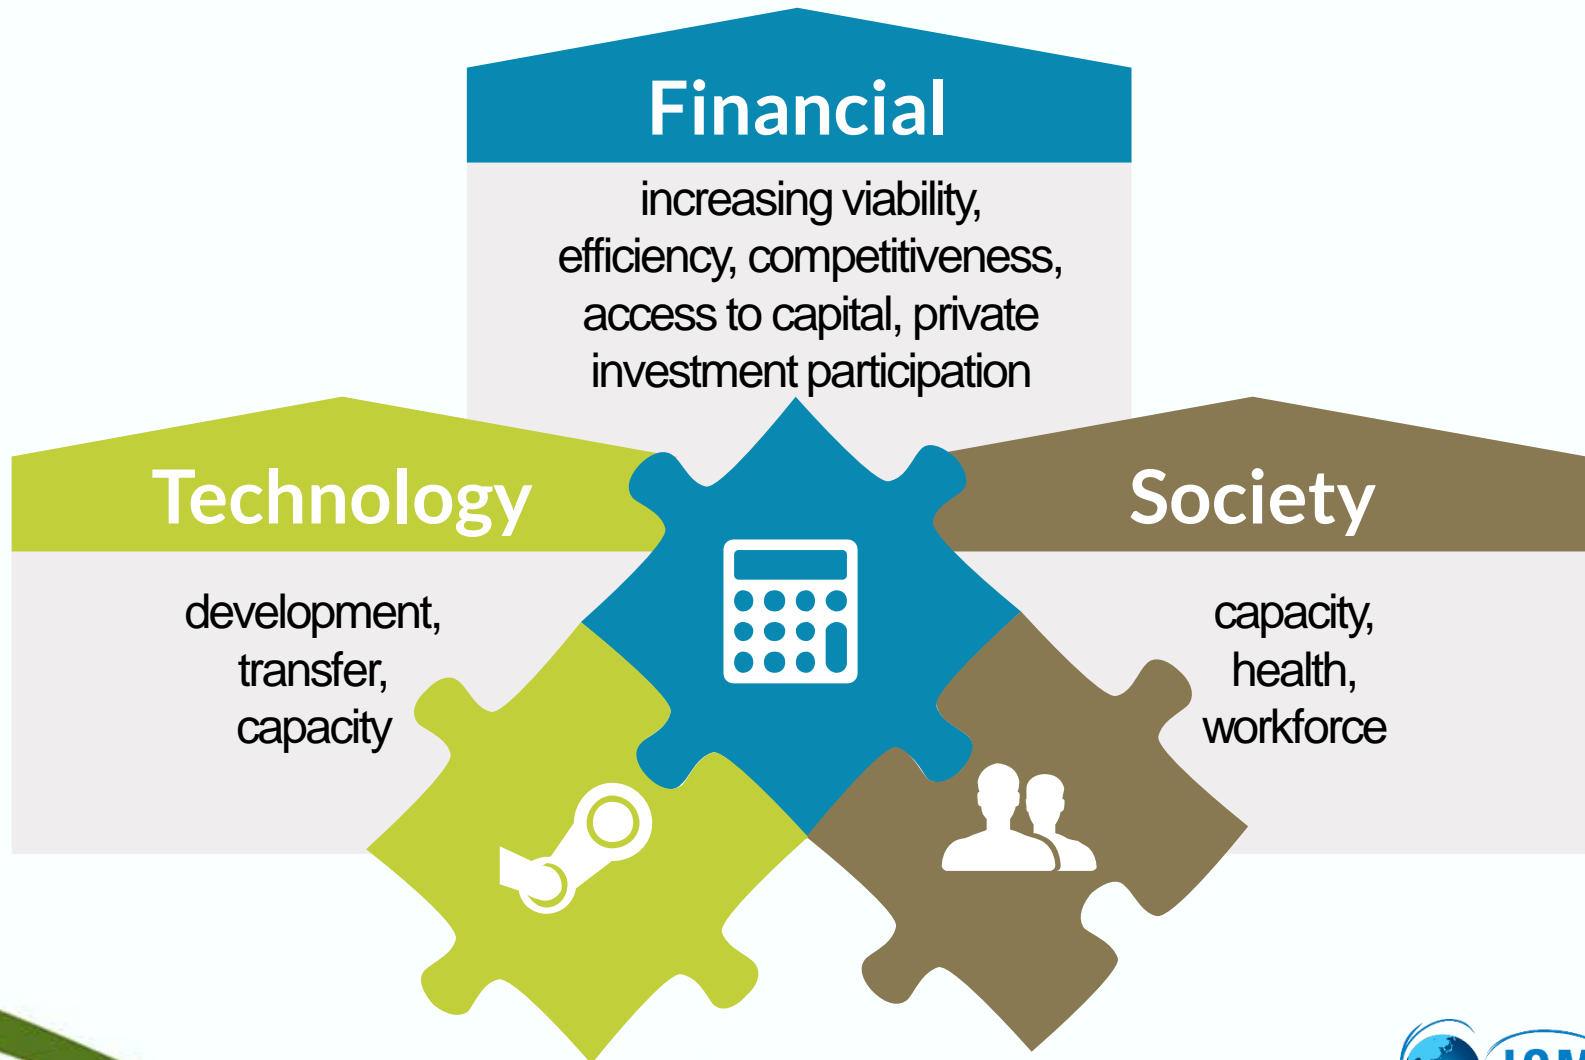 Financial
increasing viability,
efficiency, competitiveness,
access to capital, private
investment participation
Technology
development,
transfer,
capacity
Society
capacity,
health,
workforce